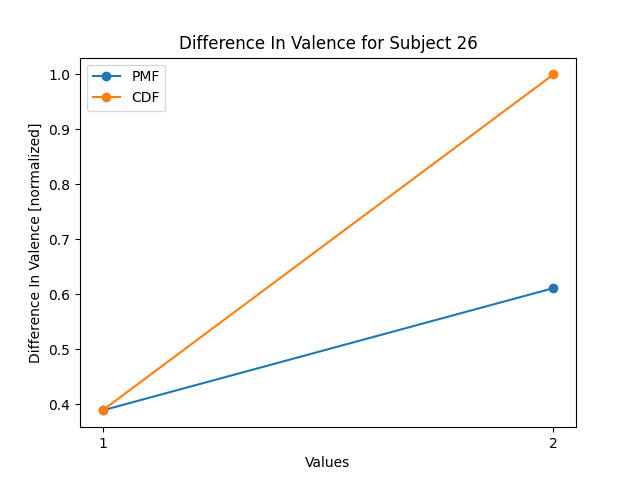 Difference In Valence for Subject 26
PMF
CDF
1.0
0.9
0.8
0.7
0.6
0.5
0.4
Difference In Valence [normalized]
1
2
Values